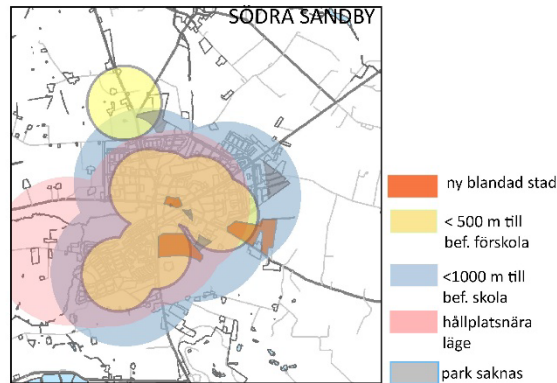 SÖDRA SANDBY
ny blandad stad
< 500 m till
bef. förskola
<1000 m till
bef. skola
hållplatsnära
läge
park saknas